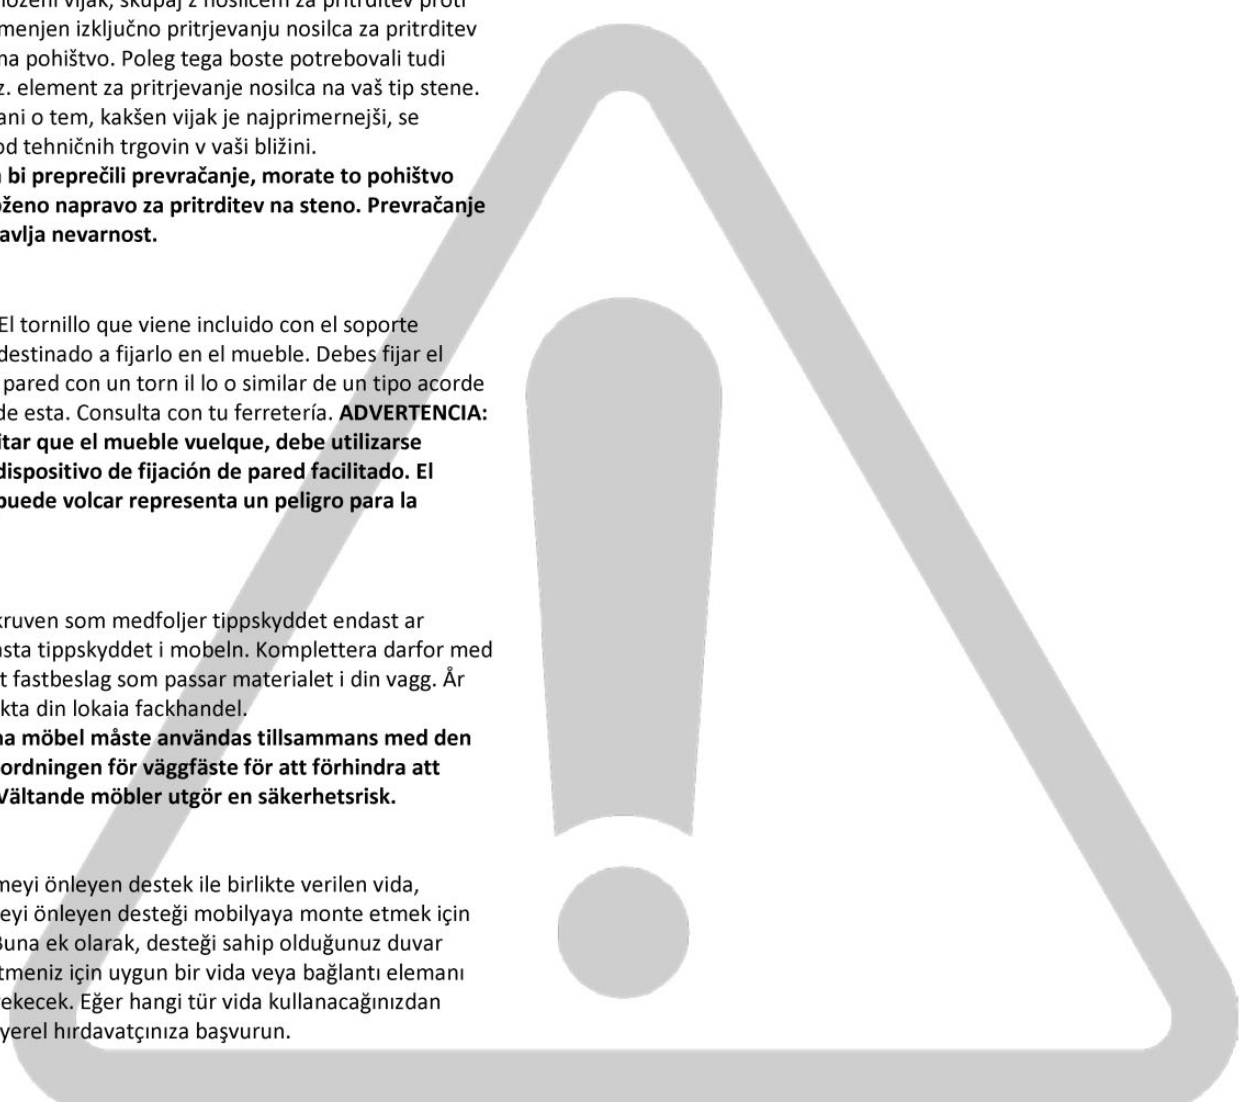 oženi vijak, skupaj z nosilcem za pritrditev proti
menjen izključno pritrjevanju nosilca za pritrditev
na pohištvo. Poleg tega boste potrebovali tudi
z. element za pritrjevanje nosilca na vaš tip stene.
ani o tem, kakšen vijak je najprimernejši, se
od tehničnih trgovin v vaši bližini.
bi preprečili prevračanje, morate to pohištvo
oženo napravo za pritrditev na steno. Prevračanje
avlja nevarnost.
El tornillo que viene incluido con el soporte
destinado a fijarlo en el mueble. Debes fijar el
pared con un torn il lo o similar de un tipo acorde
de esta. Consulta con tu ferretería. ADVERTENCIA:
itar que el mueble vuelque, debe utilizarse
dispositivo de fijación de pared facilitado. El
puede volcar representa un peligro para la
kruven som medfoljer tippskyddet endast ar
asta tippskyddet i mobeln. Komplettera darfor med
t fastbeslag som passar materialet i din vagg. År
kta din lokaia fackhandel.
na möbel måste användas tillsammans med den
ordningen för väggfäste för att förhindra att
Vältande möbler utgör en säkerhetsrisk.
meyi önleyen destek ile birlikte verilen vida,
eyi önleyen desteği mobilyaya monte etmek için
Buna ek olarak, desteği sahip olduğunuz duvar
tmeniz için uygun bir vida veya bağlantı elemanı
ekecek. Eğer hangi tür vida kullanacağınızdan
yerel hırdavatçınıza başvurun.